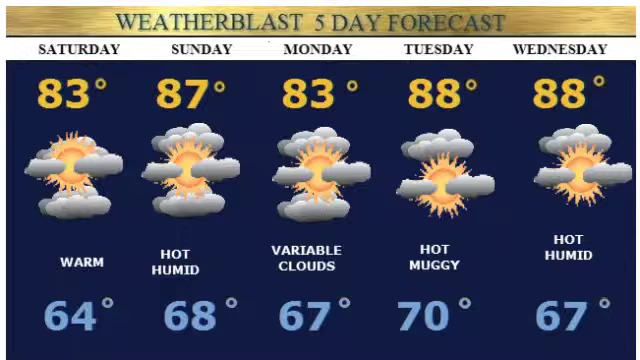 WEATHERBLAST 5 DAY FORECAST
SATURDAY SUNDAY MONDAY TUESDAY WEDNESDAY
83° 87° 83° 88° 88°
WARM
HOT
HUMID
VARIABLE
CLOUDS
HOT
MUGGY
HOT
HUMID
64° 68° 67° 70° 67°